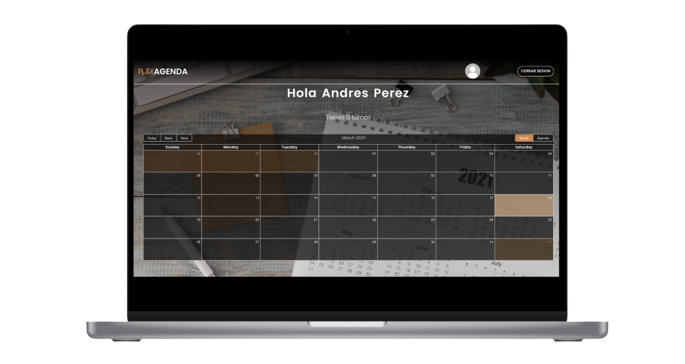 FLEXAGENDA
CERRAR SESIÓN
Hola Andres Perez
Tienes 0 turnos
Today Back Next
March 2023
Month Agenda
Sunday Monday Tuesday Wednesday Thursday Friday Saturday
26 27 28 01 02 03 04
05 06 07 08 09 10 11
2021
12 13 14 15 16 17 18
19 20 21 22 23 24 25
26 27 28 29 30 31 01
July